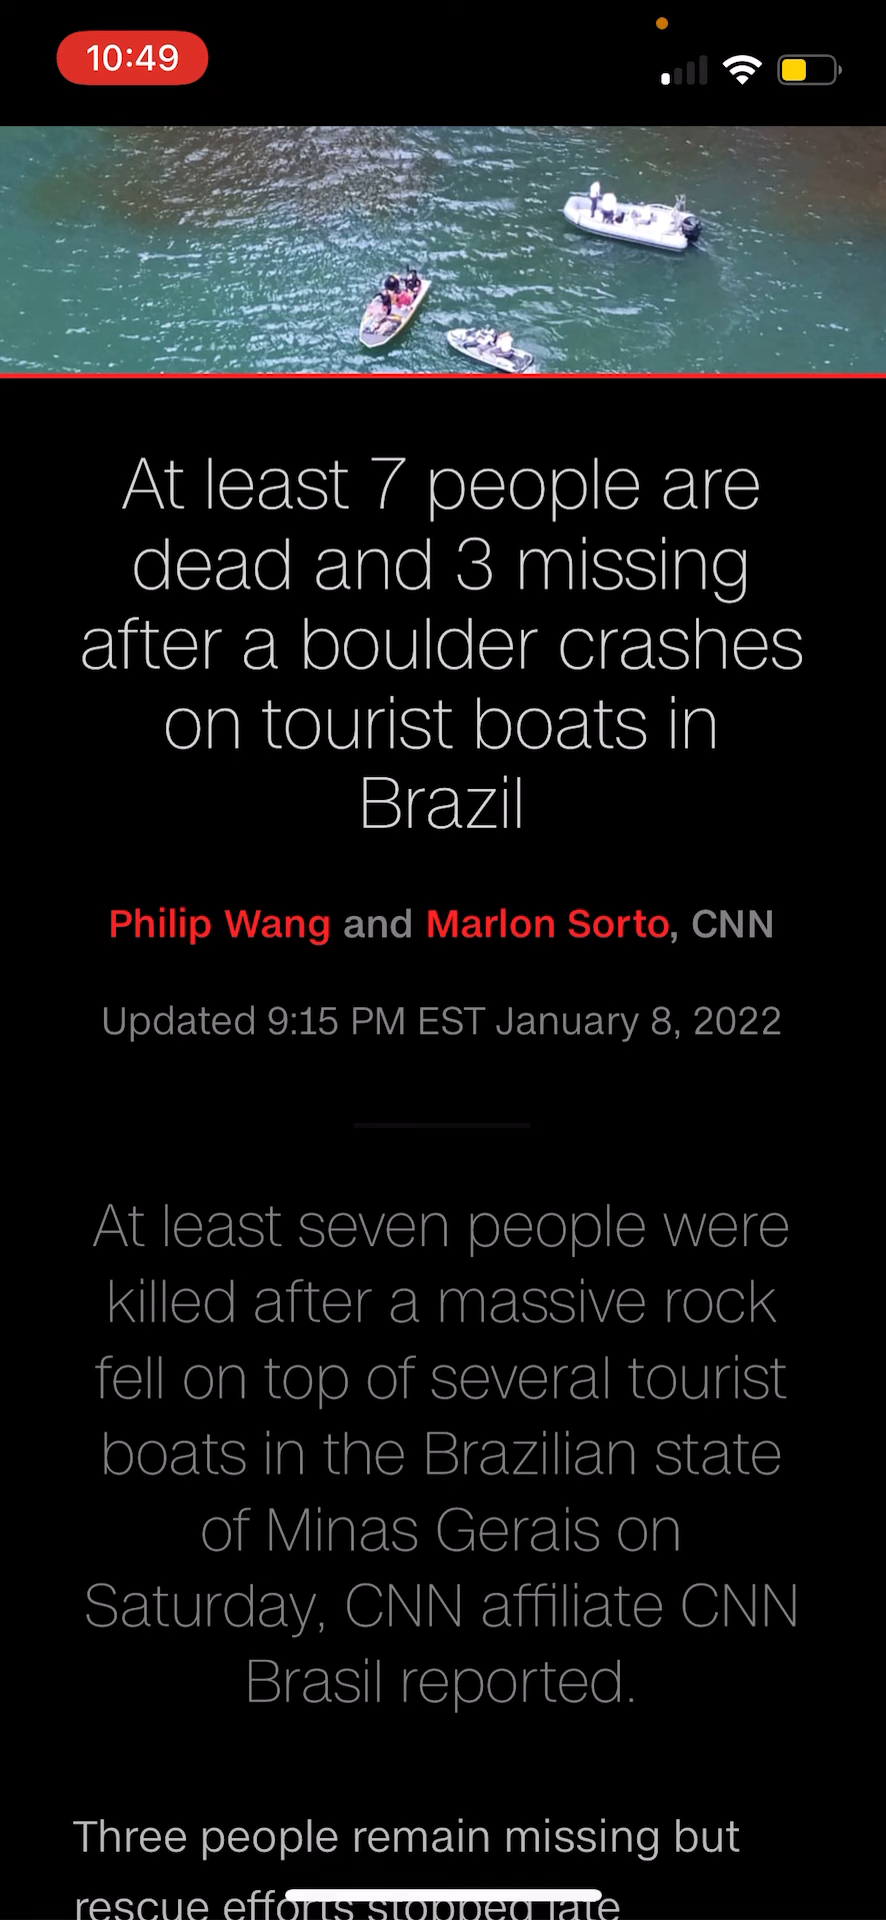 10:49
At least 7 people are
dead and 3 missing
after a boulder crashes
on tourist boats in
Brazil
Philip Wang and Marlon Sorto, CNN
Updated 9:15 PM EST January 8, 2022
At least seven people were
killed after a massive rock
fell on top of several tourist
boats in the Brazilian state
of Minas Gerais on
Saturday, CNN affiliate CNN
Brasil reported.
Three people remain missing but
rescue efforts stopped late